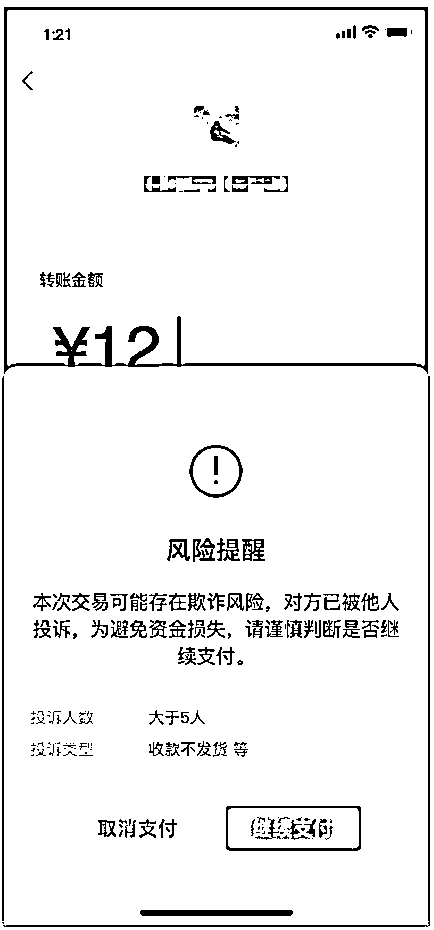 1:21
转账金额
¥12
风险提醒
本次交易可能存在欺诈风险，对方已被他人
投诉，为避免资金损失，请谨慎判断是否继
续支付。
投诉人数 大于5人
投诉类型 收款不发货 等
取消支付 继续支付